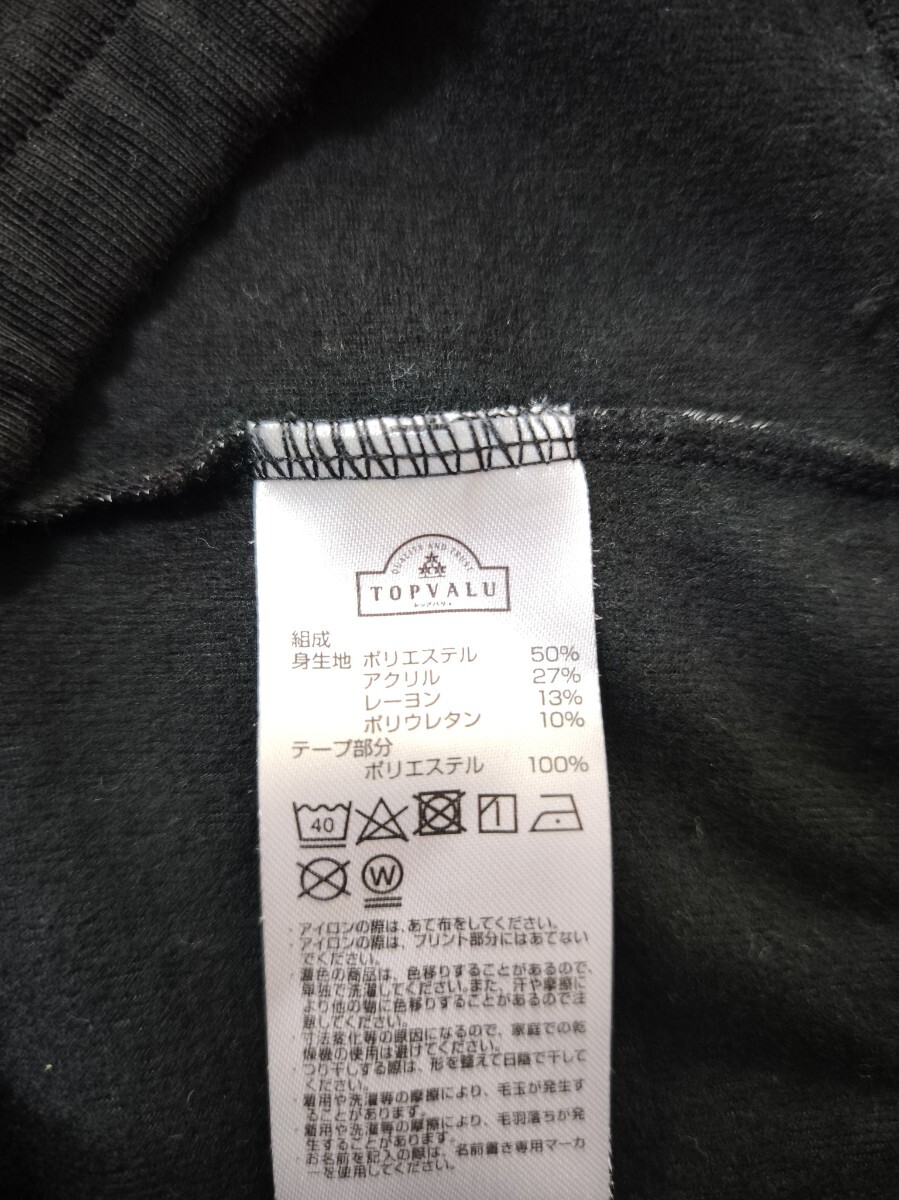 QUALITY AND TRUST
TOPVALU
トップバリュ
組成
身生地 ポリエステル 50%
アクリル 27%
レーヨン 13%
ポリウレタン 10%
テープ部分
ポリエステル 100%
40
W
・アイロンの際は、あて布をしてください。
・アイロンの際は、プリント部分にはあてない
でください。
・濃色の商品は、色移りすることがあるので、
単独で洗濯してください。また、汗や摩擦に
より他の物に色移りすることがあるので注
意してください。
・寸法変化等の原因になるので、家庭での乾
燥機の使用は避けてください。
・つり干しする際は、形を整えて日陰で干して
ください。
・着用や洗濯等の摩擦により、毛玉が発生す
ることがあります。
・着用や洗濯等の摩擦により、毛羽落ちが発
生することがあります。
・お名前を記入の際は、名前書き専用マーカ
ーを使用してください。